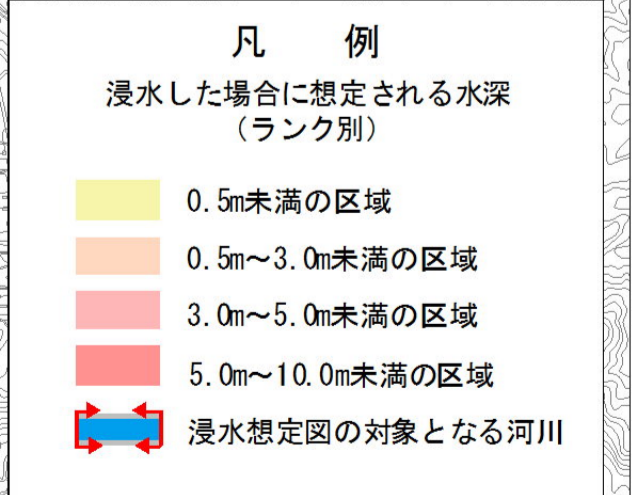 凡　例
浸水した場合に想定される水深
（ランク別）
0.5m未満の区域
0.5m～3.0m未満の区域
3.0m～5.0m未満の区域
5.0m～10.0m未満の区域
浸水想定図の対象となる河川